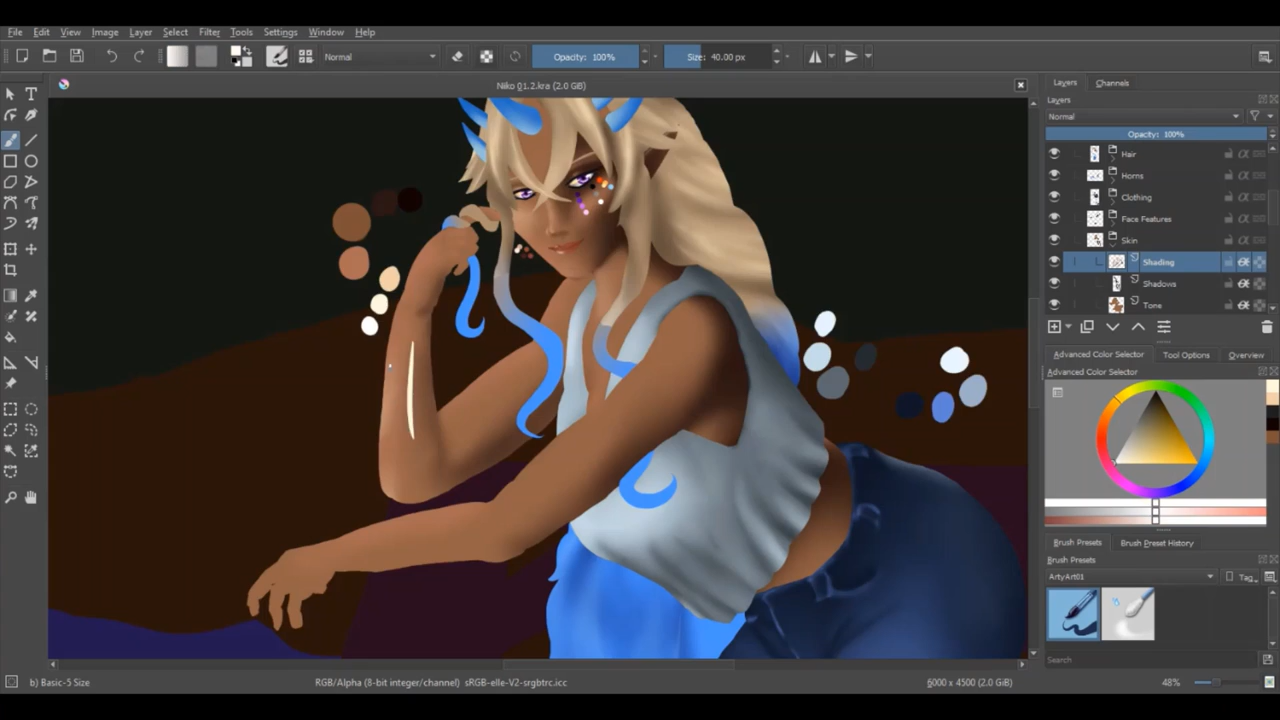 File Edit View Image Layer Select Filter Tools Settings Window Help
Normal Opacity: 100% Size: 40.00 px
Niko 01.2.kra (2.0 GiB)
Layers Channels
Layers
Normal
Opacity: 100%
Hair
Horns
Clothing
Face Features
Skin
Shading
Shadows
Tone
Advanced Color Selector Tool Options Overview
Advanced Color Selector
Brush Presets Brush Preset History
Brush Presets
ArtyArt01 Tag
Search
b) Basic-5 Size RGB/Alpha (8-bit integer/channel) sRGB-elle-V2-srgbtrc.icc 6000 x 4500 (2.0 GiB) 48%